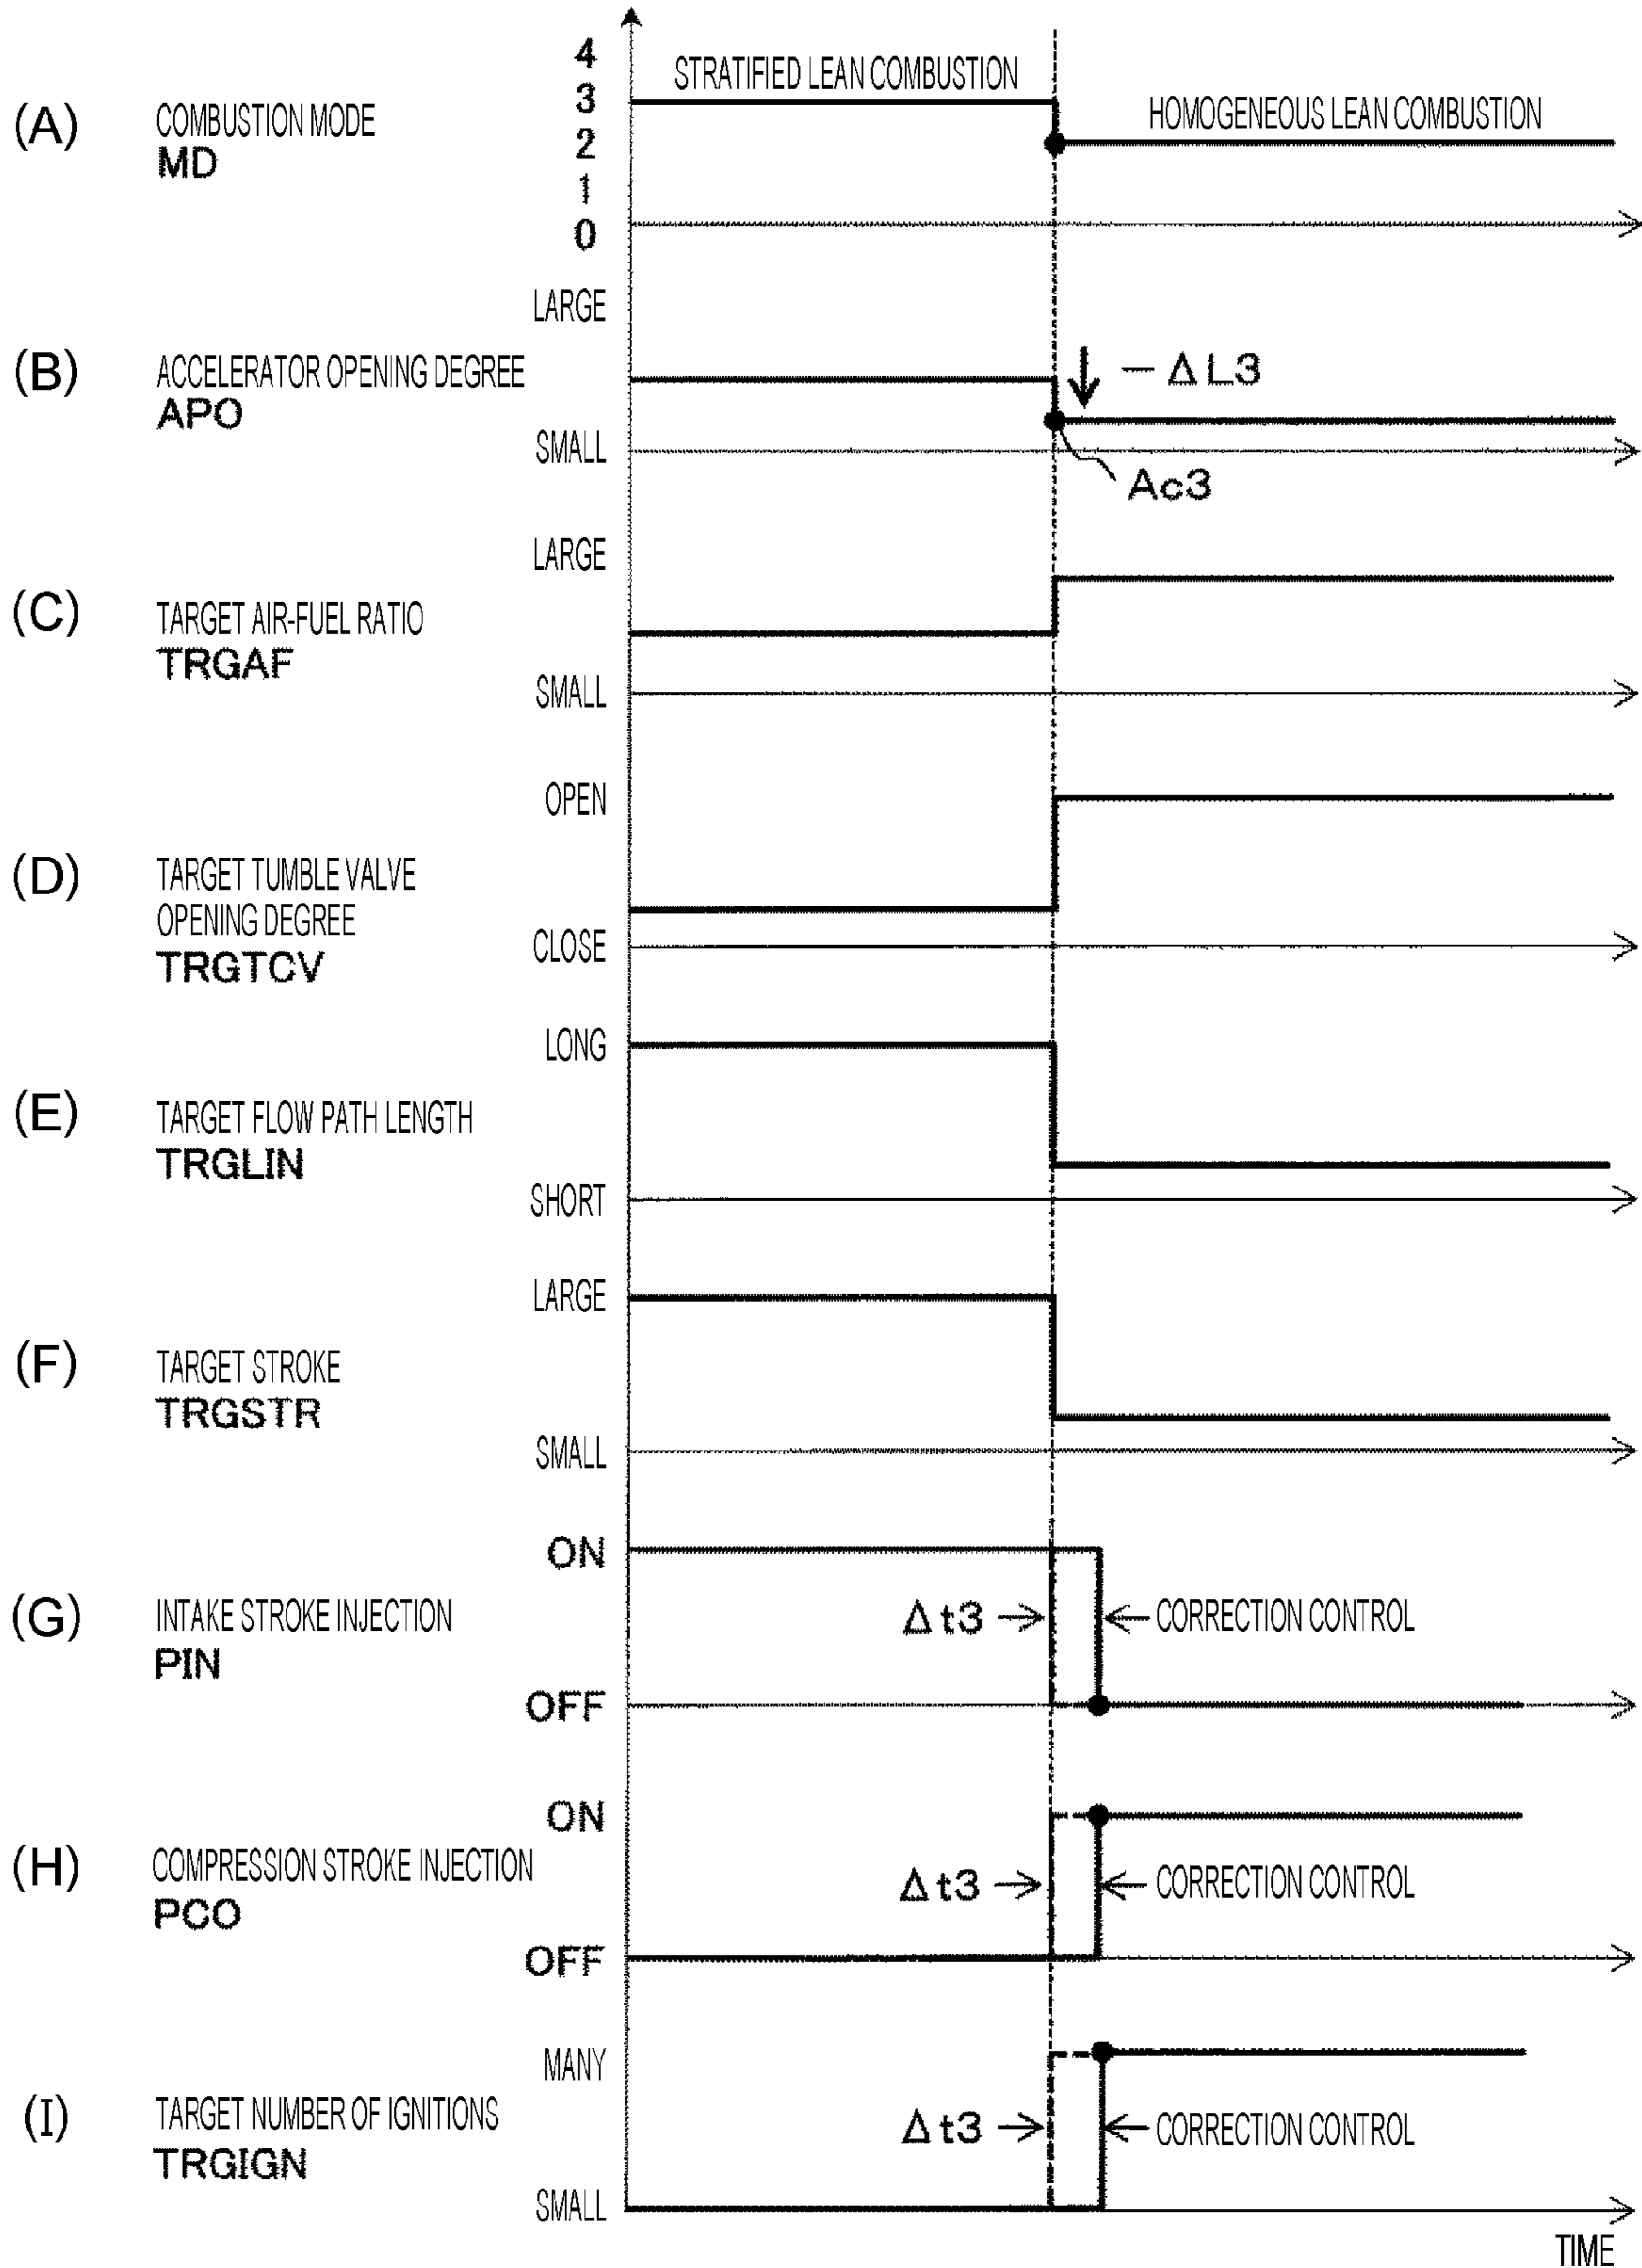 4
STRATIFIED LEAN COMBUSTION
3
HOMOGENEOUS LEAN COMBUSTION
(A)
COMBUSTION MODE
MD
2
1
0
LARGE
(B)
ACCELERATOR OPENING DEGREE
APO
－ΔL3
SMALL
Ac3
LARGE
(C)
TARGET AIR-FUEL RATIO
TRGAF
SMALL
OPEN
(D)
TARGET TUMBLE VALVE
OPENING DEGREE
TRGTCV
CLOSE
LONG
(E)
TARGET FLOW PATH LENGTH
TRGLIN
SHORT
LARGE
(F)
TARGET STROKE
TRGSTR
SMALL
ON
(G)
INTAKE STROKE INJECTION
PIN
Δt3
CORRECTION CONTROL
OFF
ON
(H)
COMPRESSION STROKE INJECTION
PCO
Δt3
CORRECTION CONTROL
OFF
MANY
(I)
TARGET NUMBER OF IGNITIONS
TRGIGN
Δt3
CORRECTION CONTROL
SMALL
TIME